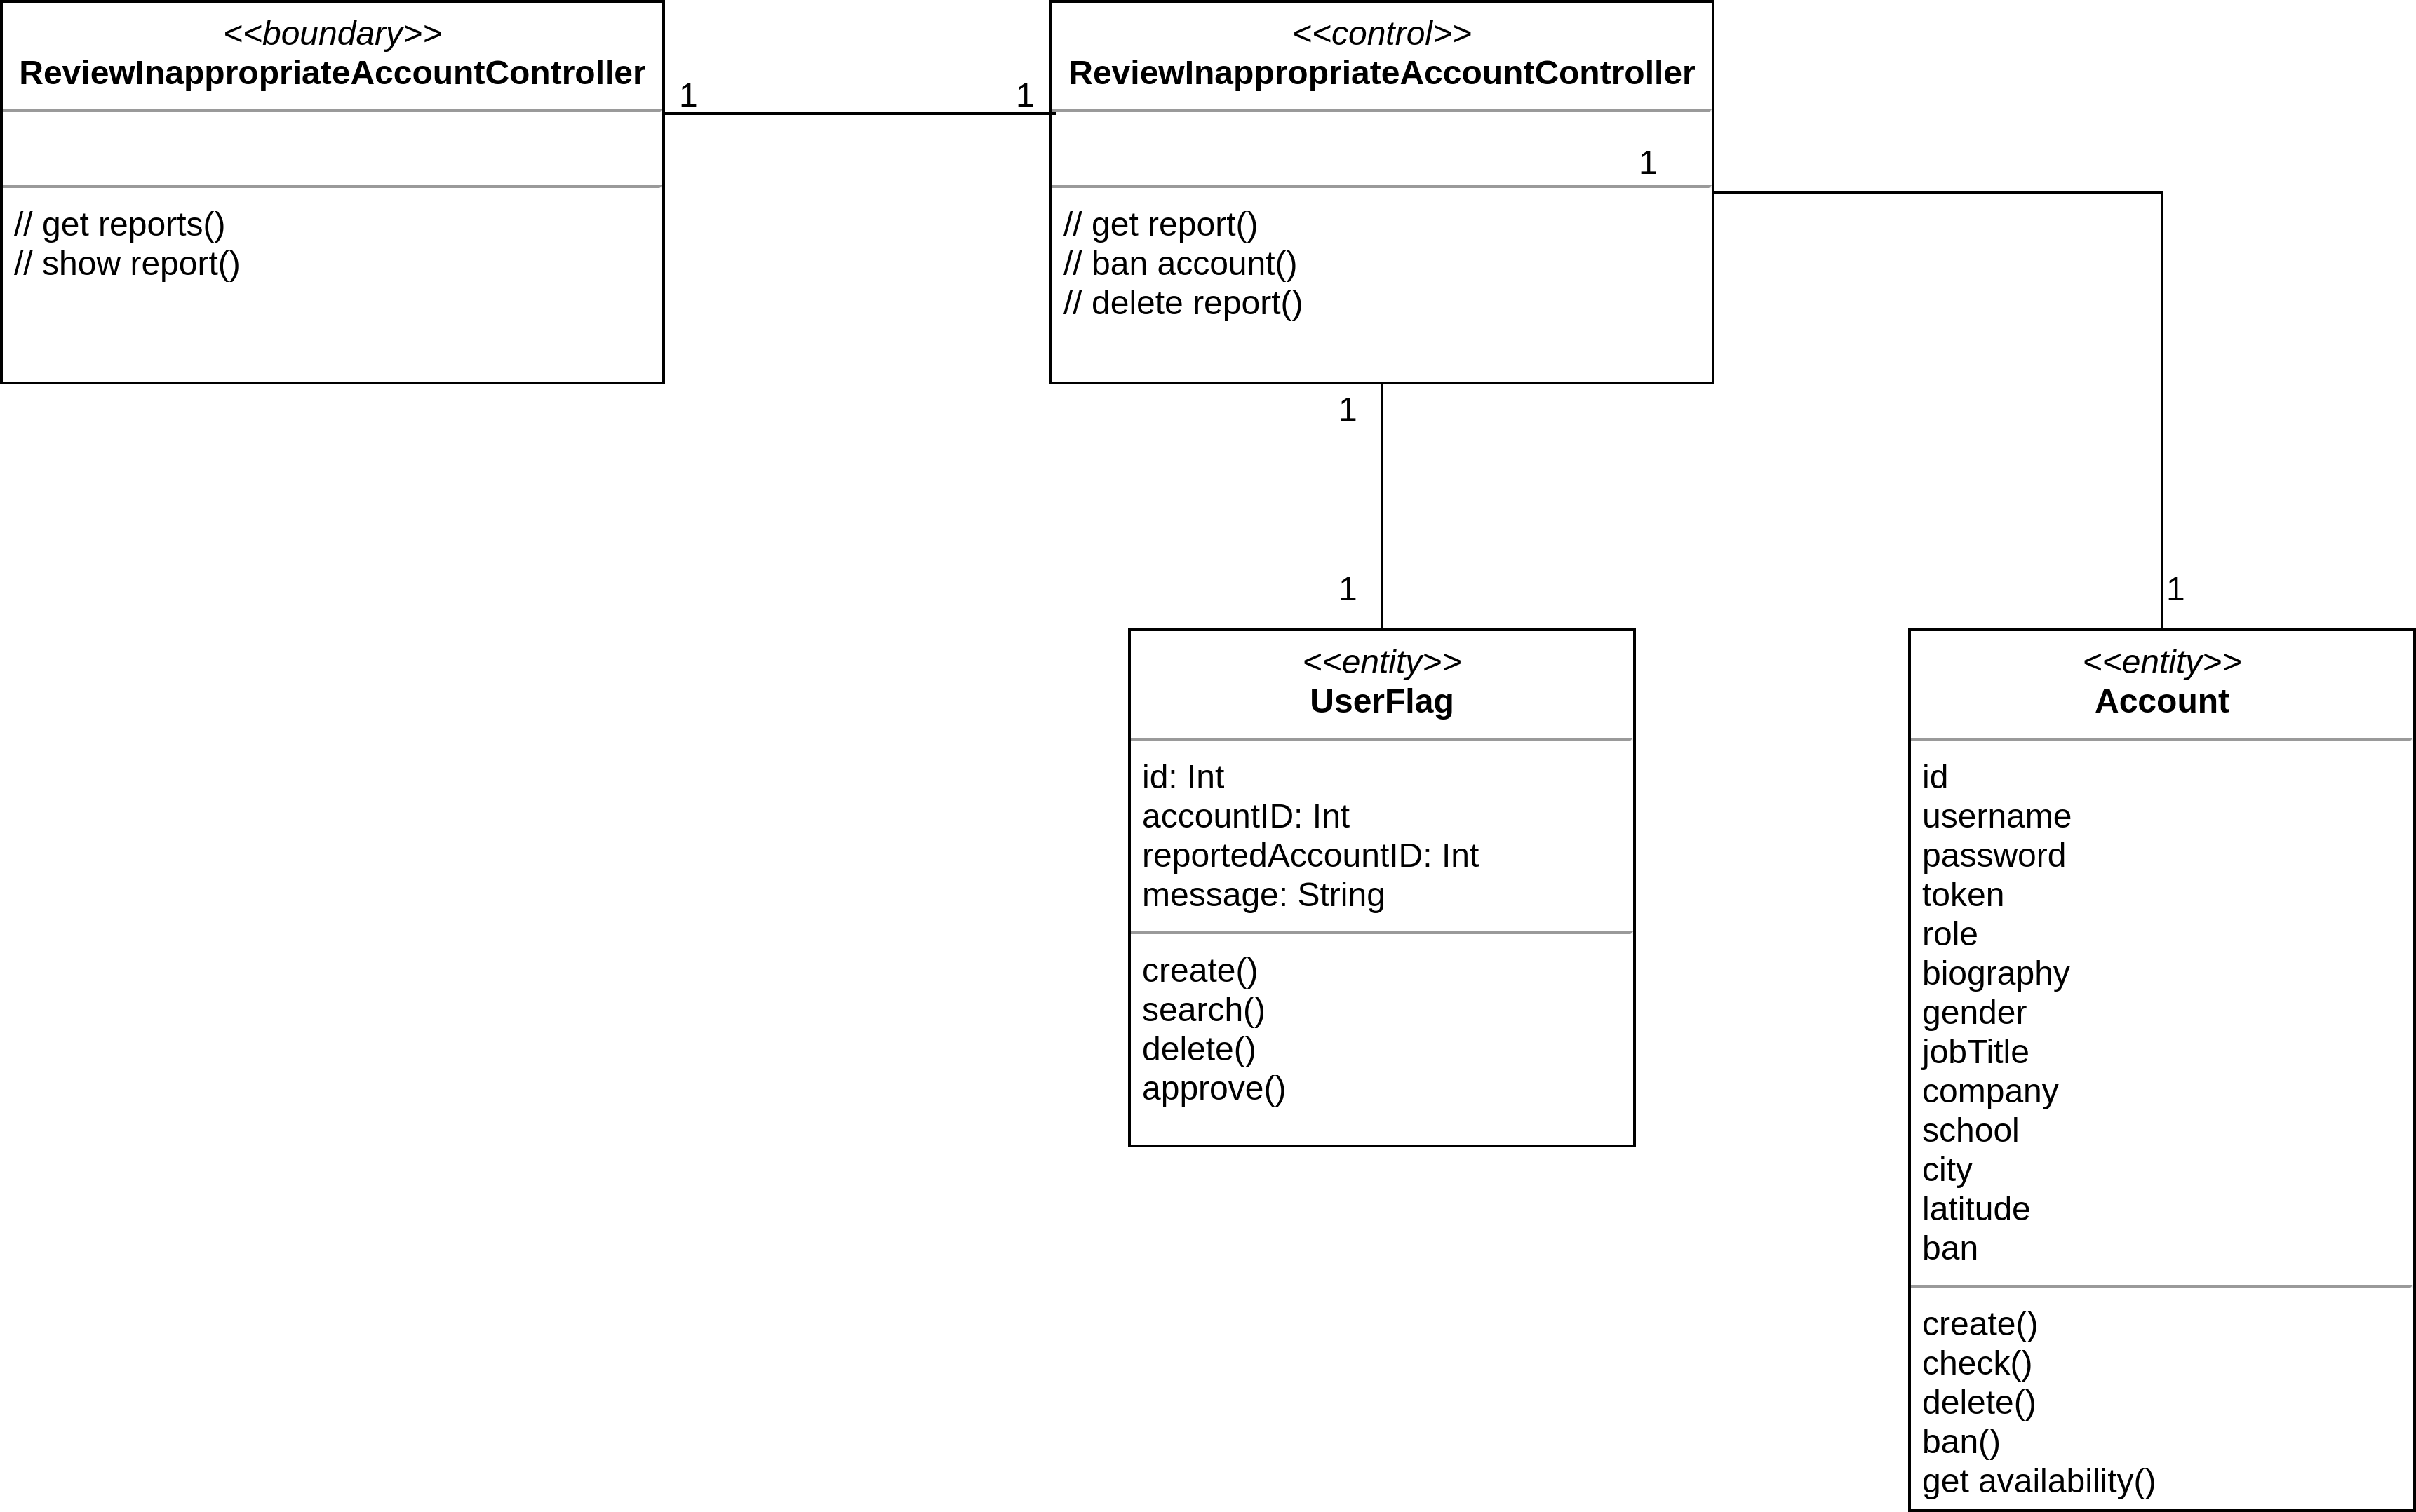 <<boundary>>
ReviewInappropriateAccountController
// get reports()
// show report()
1
1
<<control>>
ReviewInappropriateAccountController
1
// get report()
// ban account()
// delete report()
1
1
1
<<entity>>
UserFlag
id: Int
accountID: Int
reportedAccountID: Int
message: String
create()
search()
delete()
approve()
<<entity>>
Account
id
username
password
token
role
biography
gender
jobTitle
company
school
city
latitude
ban
create()
check()
delete()
ban()
get availability()